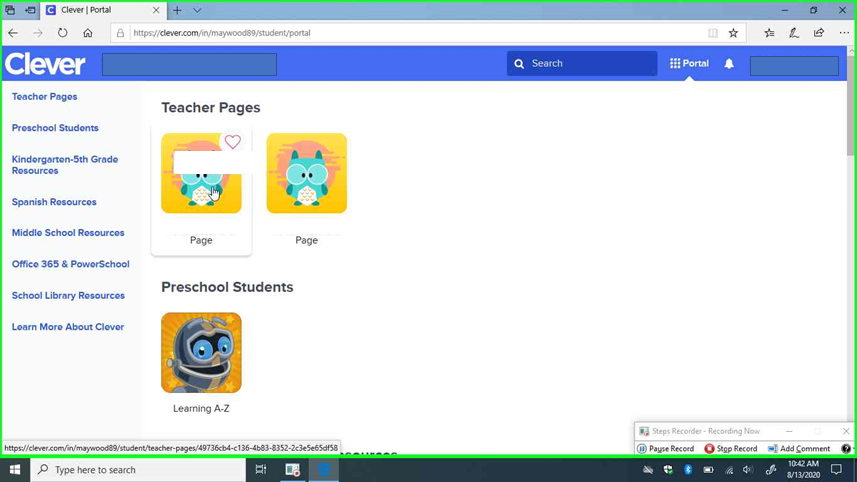 Clever | Portal
https://clever.com/in/maywood89/student/portal
Clever
Search
Portal
Teacher Pages
Preschool Students
Kindergarten-5th Grade
Resources
Spanish Resources
Middle School Resources
Office 365 & PowerSchool
School Library Resources
Learn More About Clever
Teacher Pages
Page
Page
Preschool Students
Learning A-Z
https://clever.com/in/maywood89/student/teacher-pages/49736cb4-c136-4b83-8352-2c3e5e65df58
Steps Recorder - Recording Now
Pause Record
Stop Record
Add Comment
Type here to search
10:42 AM
8/13/2020